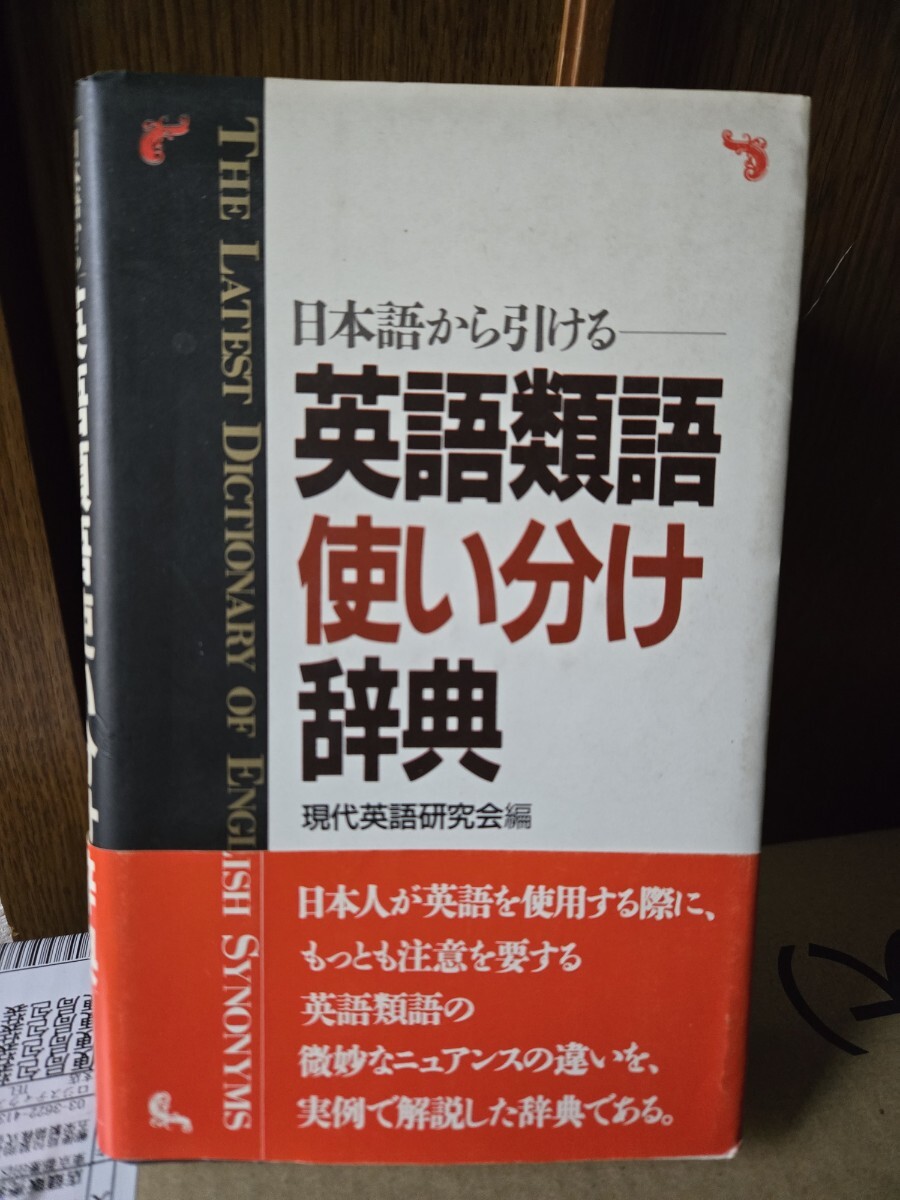 THE LATEST DICTIONARY OF ENGLISH SYNONYMS
日本語から引ける——
英語類語
使い分け
辞典
現代英語研究会編
日本人が英語を使用する際に、
もっとも注意を要する
英語類語の
微妙なニュアンスの違いを、
実例で解説した辞典である。